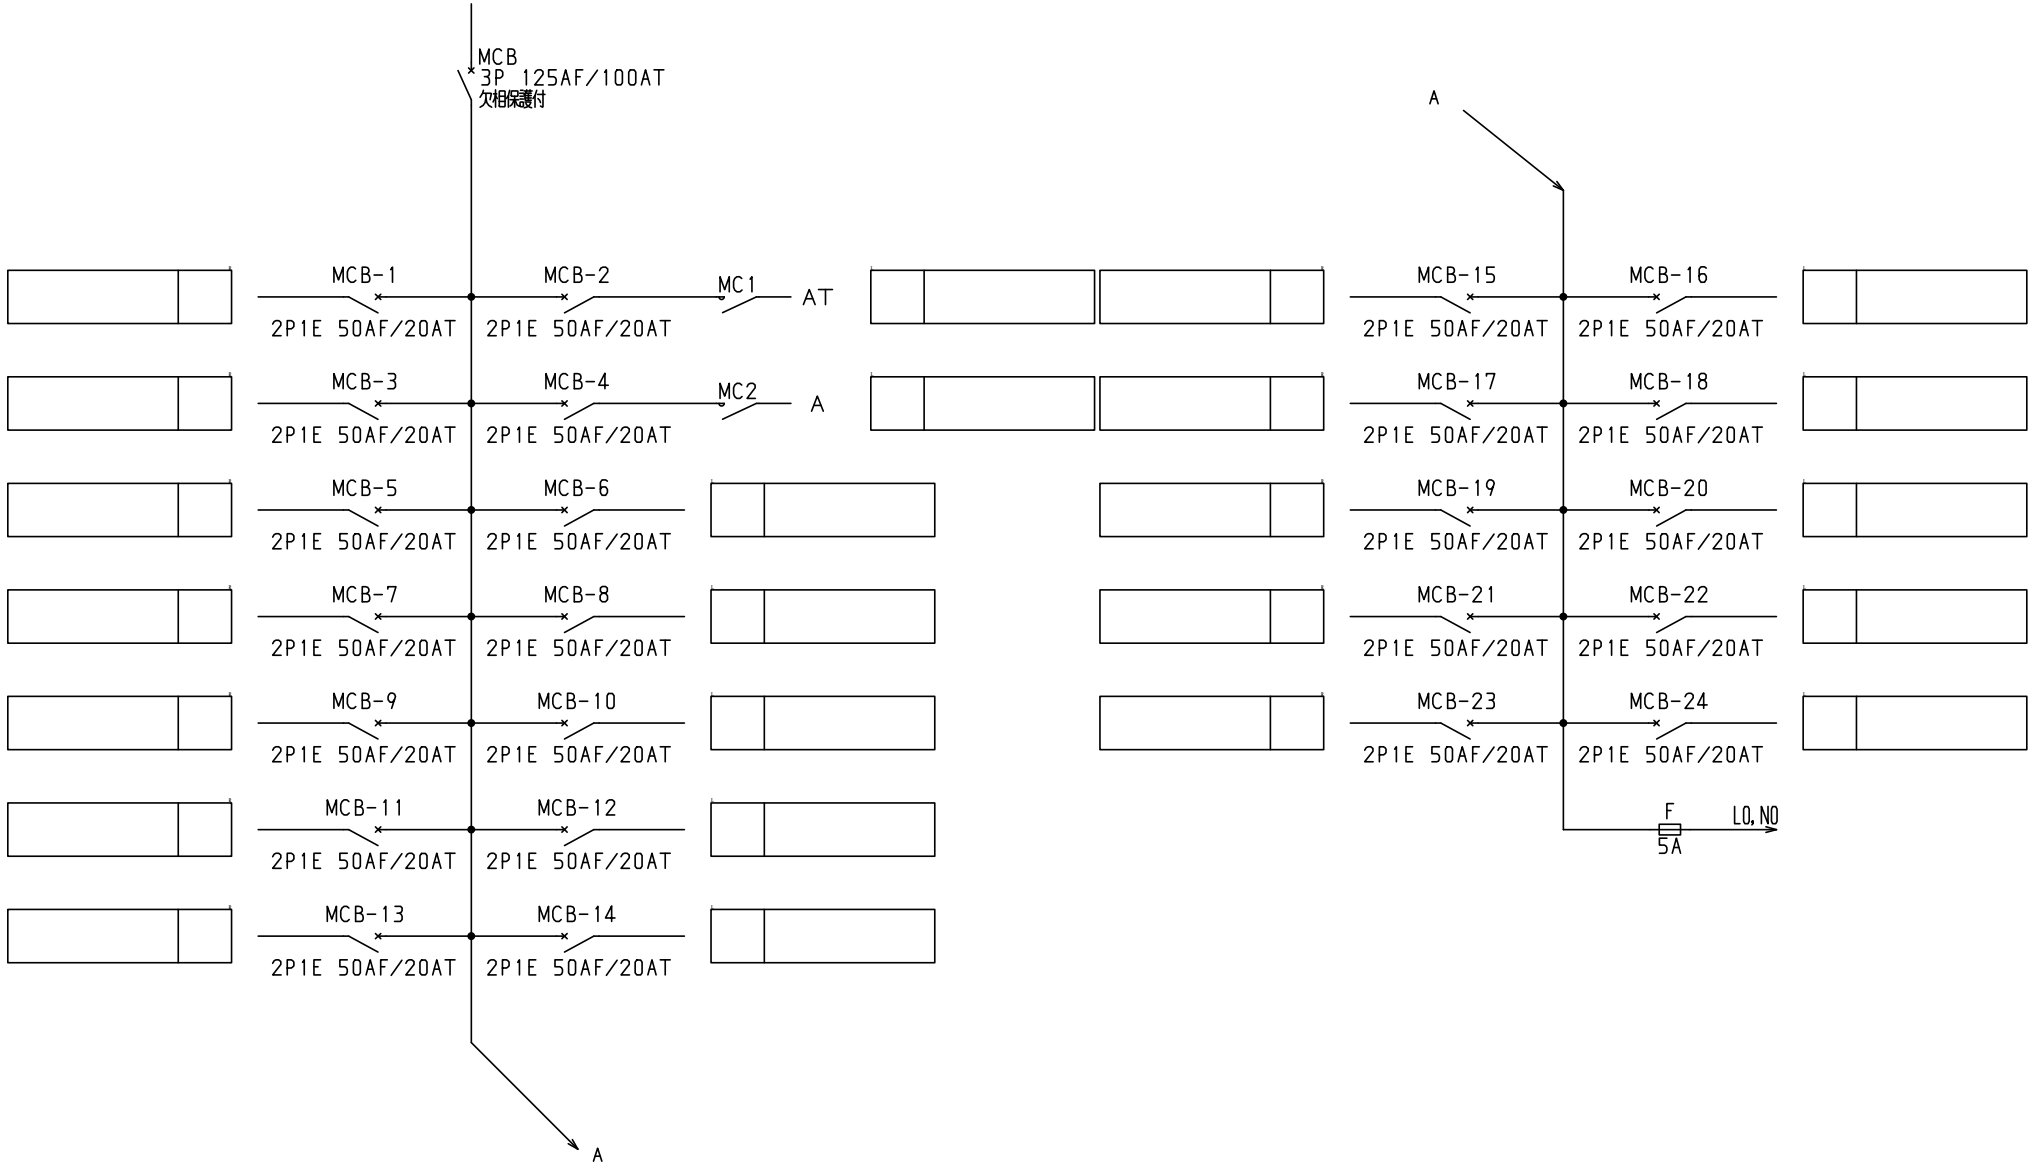 MCB
3P 125AF/100AT
欠相保護付
MCB-1
MCB-2
MC1
AT
2P1E 50AF/20AT
2P1E 50AF/20AT
MCB-3
MCB-4
MC2
A
2P1E 50AF/20AT
2P1E 50AF/20AT
MCB-5
MCB-6
2P1E 50AF/20AT
2P1E 50AF/20AT
MCB-7
MCB-8
2P1E 50AF/20AT
2P1E 50AF/20AT
MCB-9
MCB-10
2P1E 50AF/20AT
2P1E 50AF/20AT
MCB-11
MCB-12
2P1E 50AF/20AT
2P1E 50AF/20AT
MCB-13
MCB-14
2P1E 50AF/20AT
2P1E 50AF/20AT
A
A
MCB-15
MCB-16
2P1E 50AF/20AT
2P1E 50AF/20AT
MCB-17
MCB-18
2P1E 50AF/20AT
2P1E 50AF/20AT
MCB-19
MCB-20
2P1E 50AF/20AT
2P1E 50AF/20AT
MCB-21
MCB-22
2P1E 50AF/20AT
2P1E 50AF/20AT
MCB-23
MCB-24
2P1E 50AF/20AT
2P1E 50AF/20AT
F
L0,N0
5A